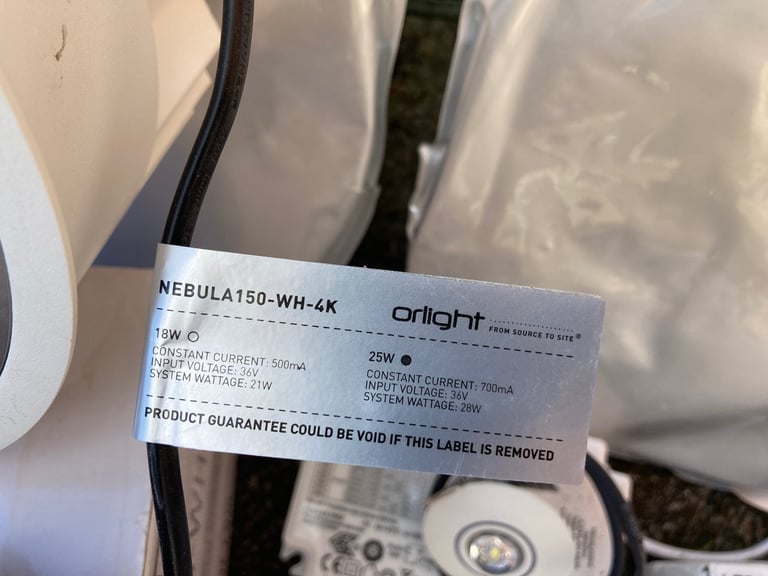 NEBULA150-WH-4K
orlight
FROM SOURCE TO SITE®
18W
CONSTANT CURRENT: 500mA
INPUT VOLTAGE: 36V
SYSTEM WATTAGE: 21W
25W
CONSTANT CURRENT: 700mA
INPUT VOLTAGE: 36V
SYSTEM WATTAGE: 28W
PRODUCT GUARANTEE COULD BE VOID IF THIS LABEL IS REMOVED